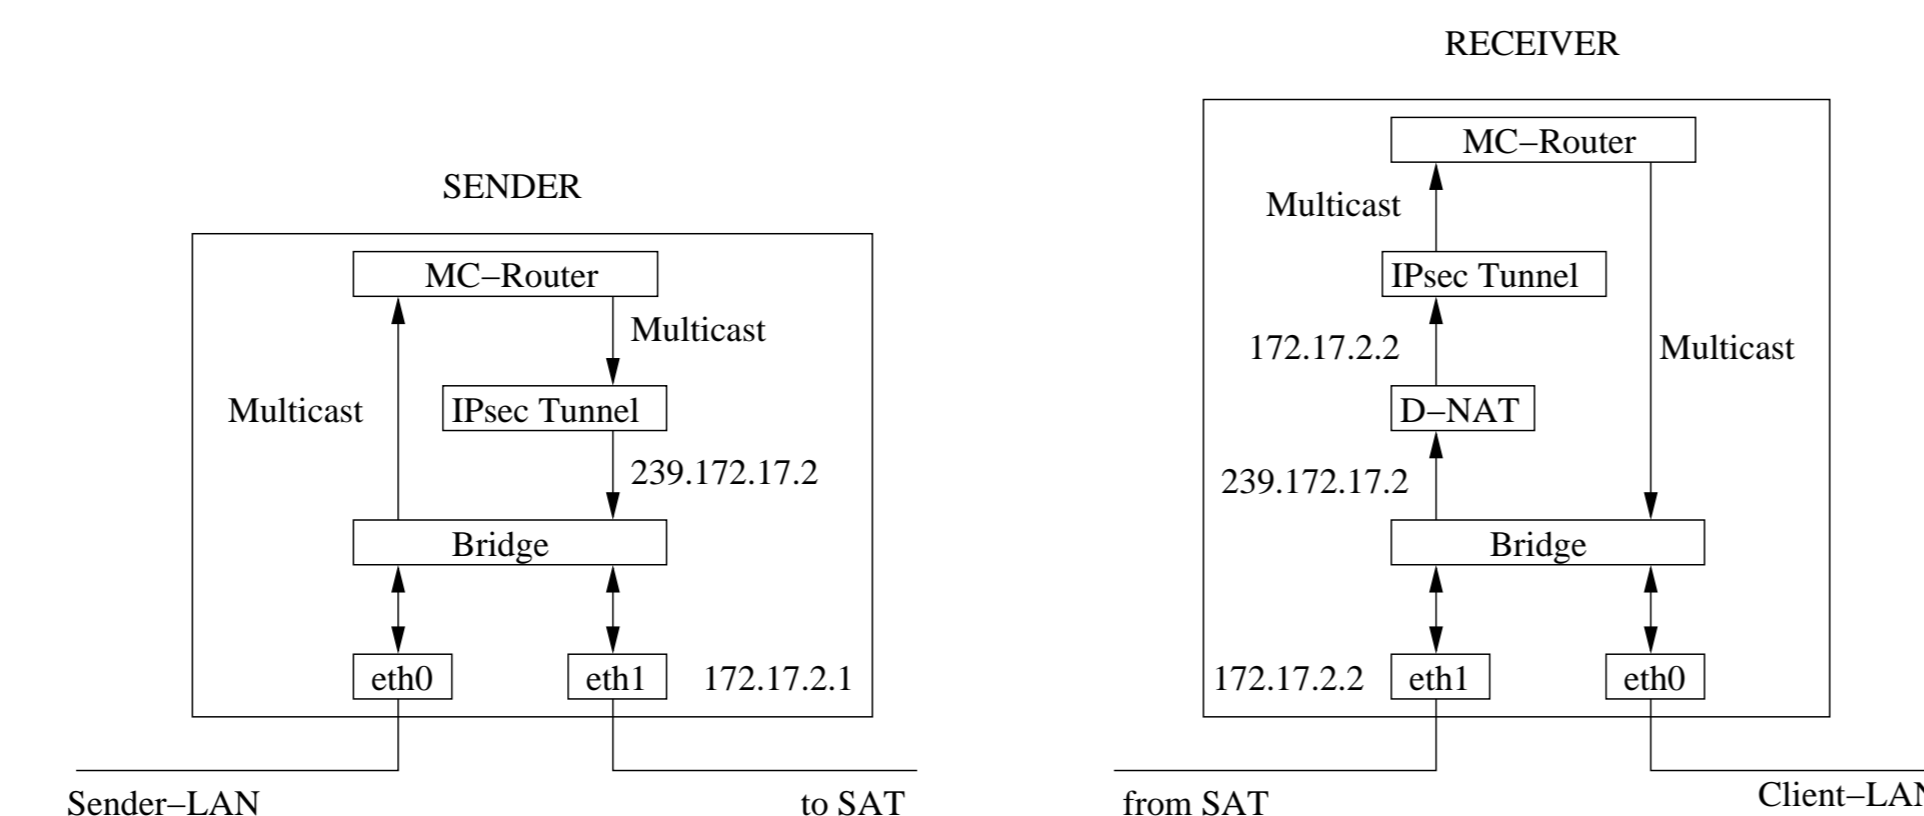 SENDER
MC−Router
Multicast
Multicast
IPsec Tunnel
239.172.17.2
Bridge
eth0
eth1
172.17.2.1
Sender−LAN
to SAT
RECEIVER
MC−Router
Multicast
IPsec Tunnel
172.17.2.2
Multicast
D−NAT
239.172.17.2
Bridge
172.17.2.2
eth1
eth0
from SAT
Client−LAN